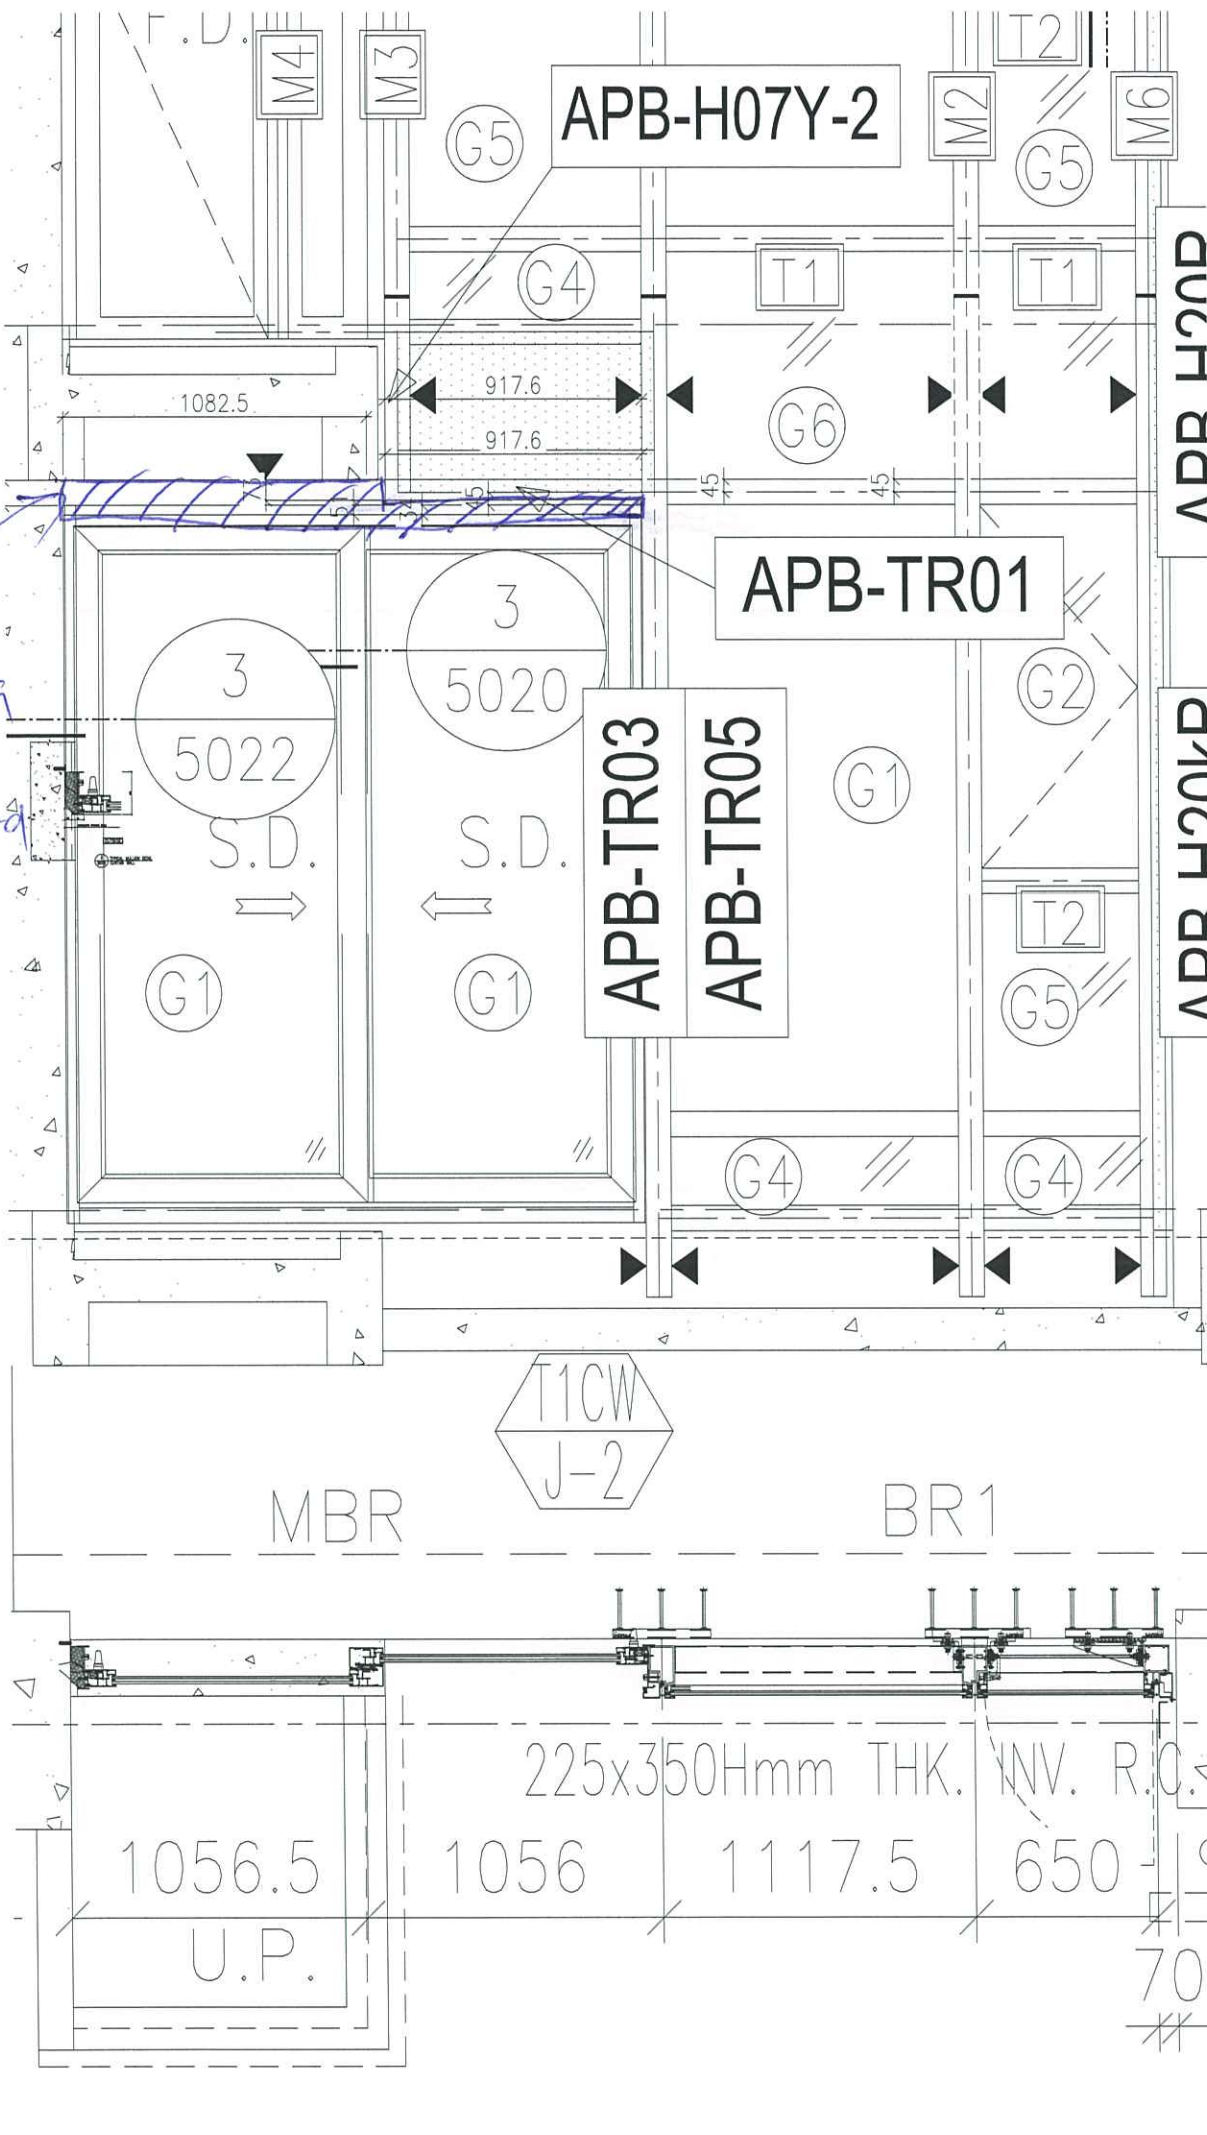 F.D.
M4
M3
T2
M2
M6
APB-H07Y-2
G5
G5
G4
T1
T1
1082.5
917.6
917.6
G6
45
45
45
APB-TR01
3
5022
3
5020
G2
APB-TR03
APB-TR05
G1
S.D.
S.D.
T2
G1
G1
G5
G4
G4
T1CW
J-2
MBR
BR1
225x350Hmm THK. INV. R.C.
1056.5
1056
1117.5
650
U.P.
70